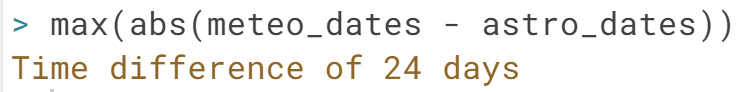 > max(abs(meteo_dates - astro_dates))
Time difference of 24 days